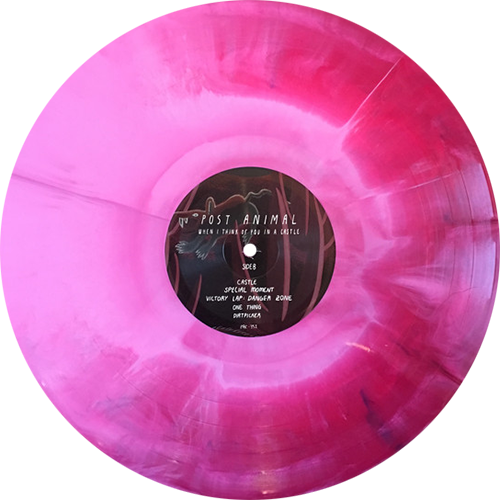 POST ANIMAL
WHEN I THINK OF YOU IN A CASTLE
SIDE B
CASTLE
SPECIAL MOMENT
VICTORY LAP: DANGER ZONE
ONE THING
DIRTPICKER